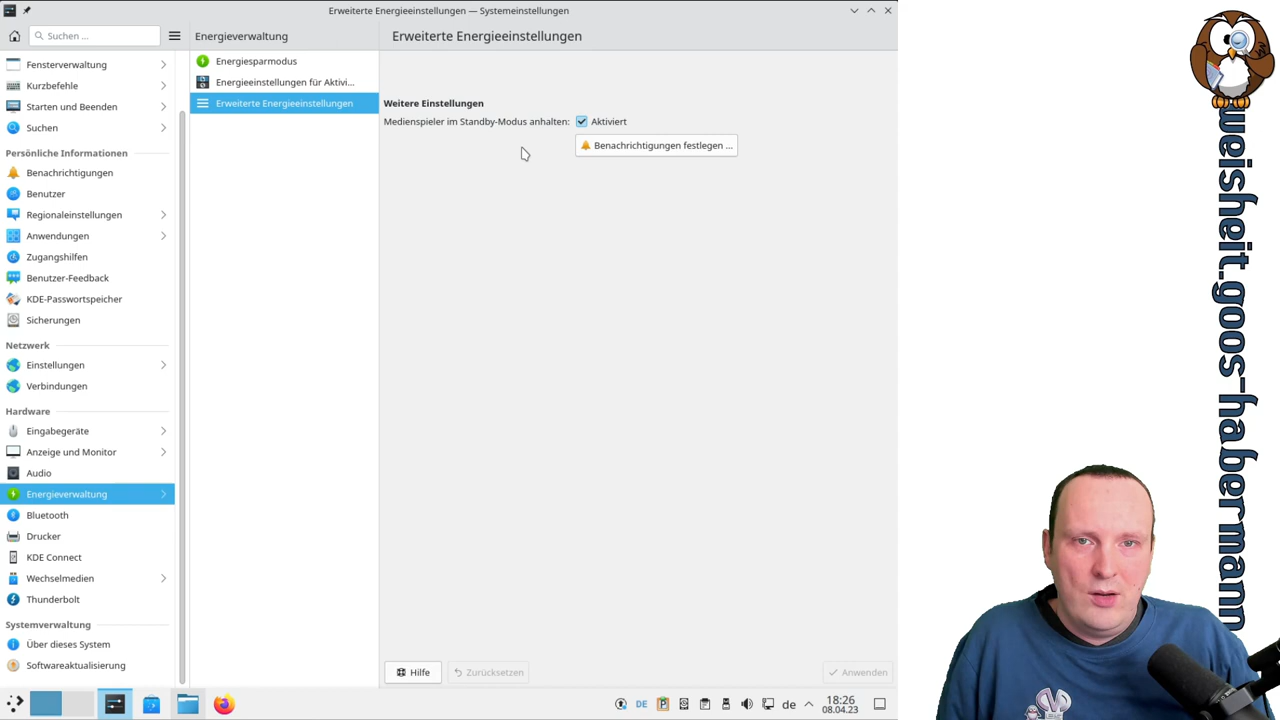 Erweiterte Energieeinstellungen — Systemeinstellungen
Suchen ...
Energieverwaltung
Erweiterte Energieeinstellungen
Fensterverwaltung
Kurzbefehle
Starten und Beenden
Suchen
Persönliche Informationen
Benachrichtigungen
Benutzer
Regionaleinstellungen
Anwendungen
Zugangshilfen
Benutzer-Feedback
KDE-Passwortspeicher
Sicherungen
Netzwerk
Einstellungen
Verbindungen
Hardware
Eingabegeräte
Anzeige und Monitor
Audio
Energieverwaltung
Bluetooth
Drucker
KDE Connect
Wechselmedien
Thunderbolt
Systemverwaltung
Über dieses System
Softwareaktualisierung
Energiesparmodus
Energieeinstellungen für Aktivi...
Erweiterte Energieeinstellungen
Weitere Einstellungen
Medienspieler im Standby-Modus anhalten: Aktiviert
Benachrichtigungen festlegen ...
Hilfe
Zurücksetzen
Anwenden
DE
de
18:26
08.04.23
weisheit.goos-habermann